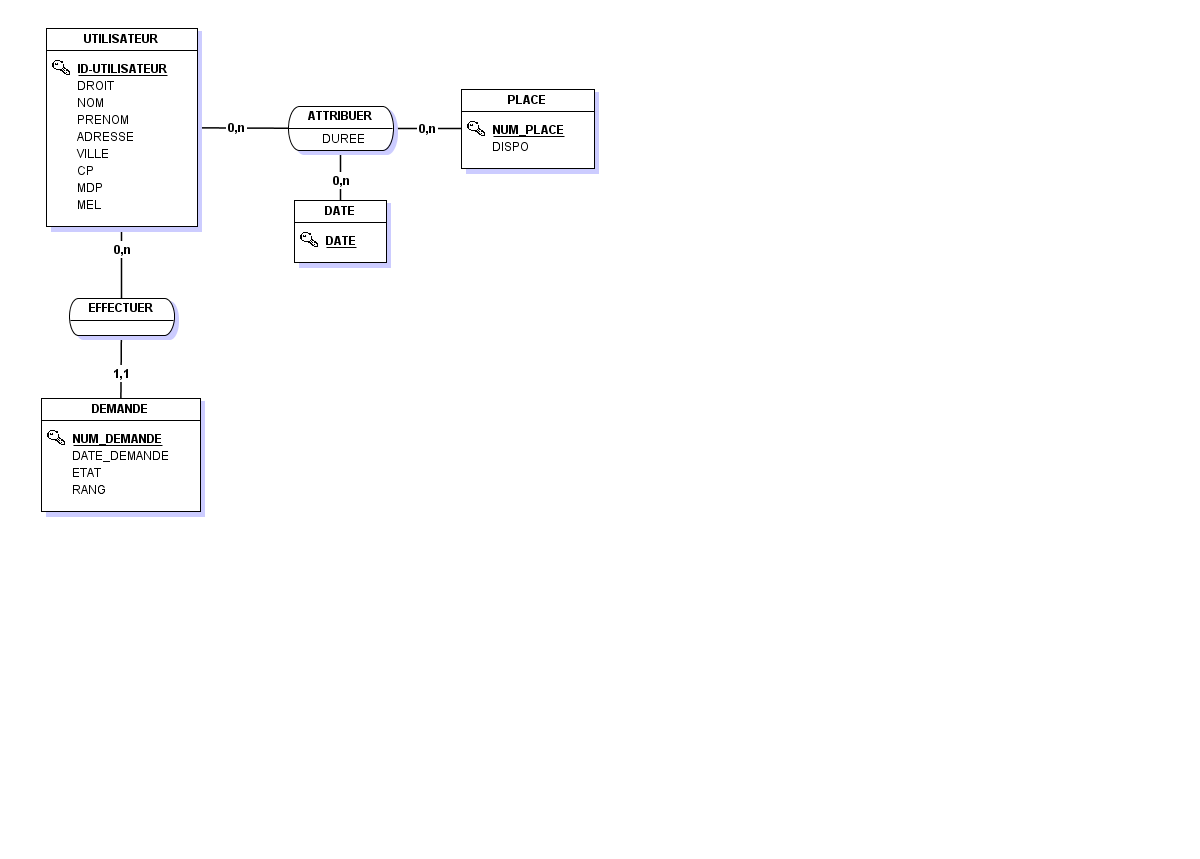 UTILISATEUR
ID-UTILISATEUR
DROIT
NOM
PRENOM
ADRESSE
VILLE
CP
MDP
MEL
0,n
ATTRIBUER
DUREE
0,n
PLACE
NUM_PLACE
DISPO
0,n
DATE
DATE
0,n
EFFECTUER
1,1
DEMANDE
NUM_DEMANDE
DATE_DEMANDE
ETAT
RANG